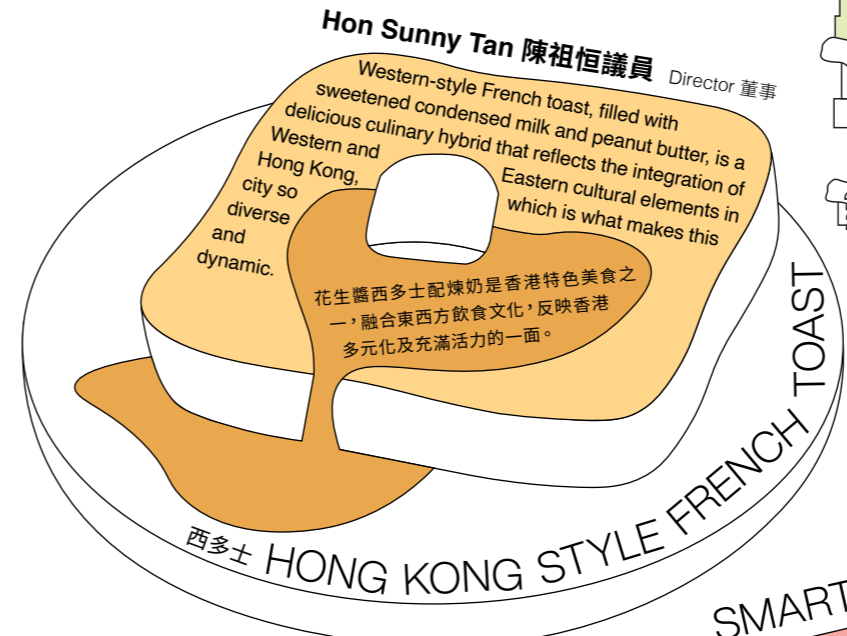 Hon Sunny Tan 陳祖恒議員 Director 董事
Western-style French toast, filled with
sweetened condensed milk and peanut butter, is a
delicious culinary hybrid that reflects the integration of
Western and Eastern cultural elements in
Hong Kong, which is what makes this
city so
diverse
and
dynamic.
花生醬西多士配煉奶是香港特色美食之
一，融合東西方飲食文化，反映香港
多元化及充滿活力的一面。
西多士 HONG KONG STYLE FRENCH TOAST
SMART